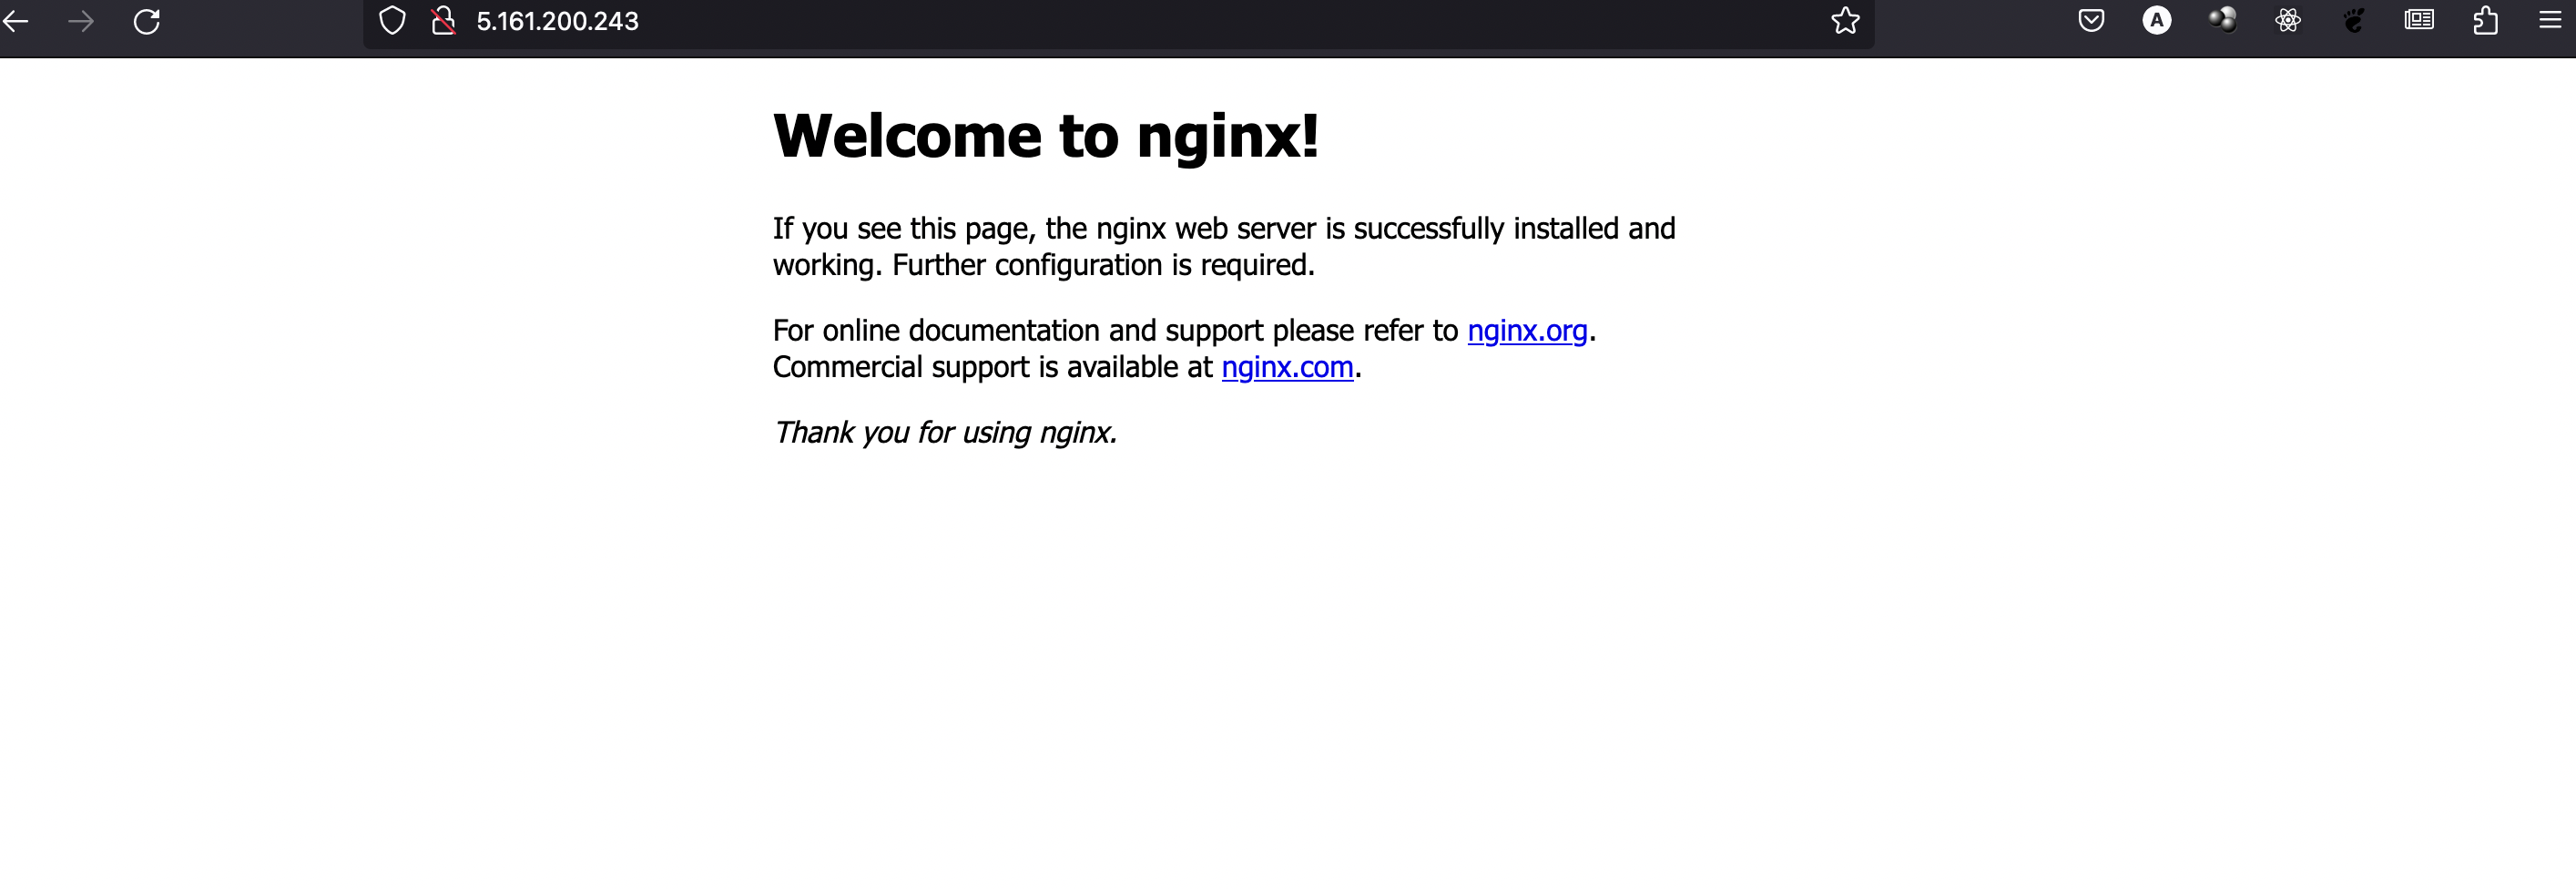 5.161.200.243
A
Welcome to nginx!
If you see this page, the nginx web server is successfully installed and
working. Further configuration is required.
For online documentation and support please refer to nginx.org.
Commercial support is available at nginx.com.
Thank you for using nginx.